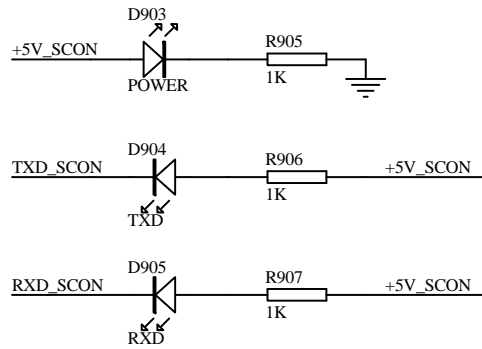 D903
+5V_SCON
R905
POWER
1K
D904
TXD_SCON
R906
+5V_SCON
1K
TXD
D905
RXD_SCON
R907
+5V_SCON
1K
RXD